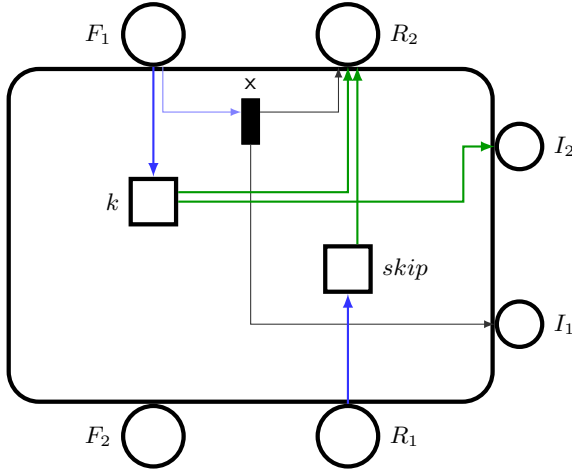 F₁
R₂
x
I₂
k
skip
I₁
F₂
R₁